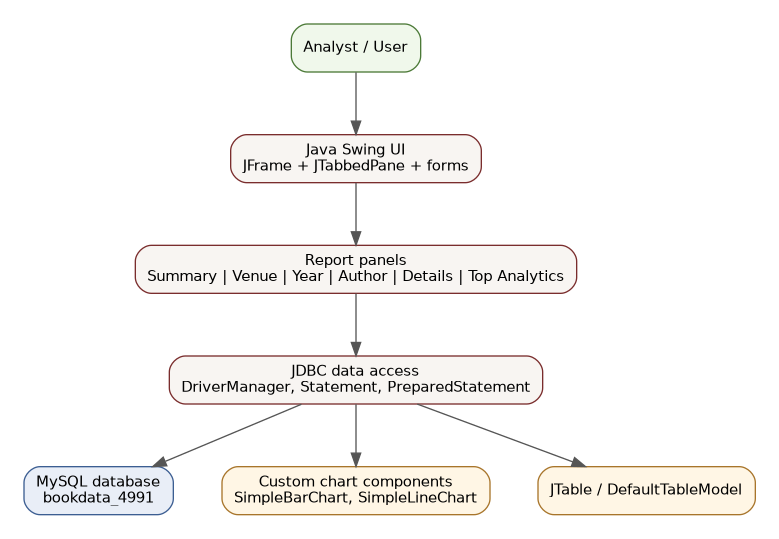 Analyst / User
Java Swing UI
JFrame + JTabbedPane + forms
Report panels
Summary | Venue | Year | Author | Details | Top Analytics
JDBC data access
DriverManager, Statement, PreparedStatement
MySQL database
bookdata_4991
Custom chart components
SimpleBarChart, SimpleLineChart
JTable / DefaultTableModel